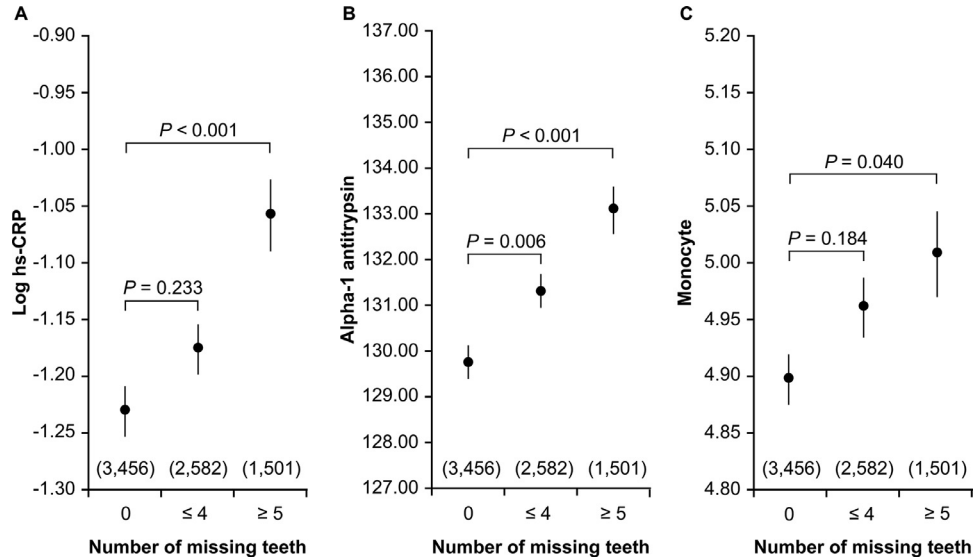 A
Log hs-CRP
-0.90
-0.95
-1.00
-1.05
-1.10
-1.15
-1.20
-1.25
-1.30
P < 0.001
P = 0.233
(3,456) (2,582) (1,501)
0 ≤ 4 ≥ 5
Number of missing teeth
B
Alpha-1 antitrypsin
137.00
136.00
135.00
134.00
133.00
132.00
131.00
130.00
129.00
128.00
127.00
P < 0.001
P = 0.006
(3,456) (2,582) (1,501)
0 ≤ 4 ≥ 5
Number of missing teeth
C
Monocyte
5.20
5.15
5.10
5.05
5.00
4.95
4.90
4.85
4.80
P = 0.040
P = 0.184
(3,456) (2,582) (1,501)
0 ≤ 4 ≥ 5
Number of missing teeth